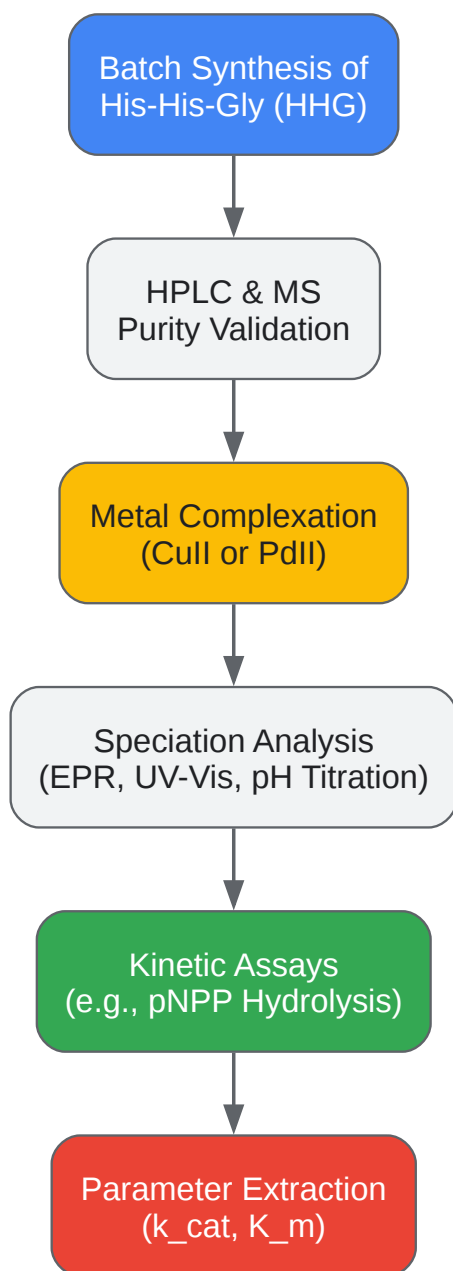 Batch Synthesis of
His-His-Gly (HHG)
HPLC & MS
Purity Validation
Metal Complexation
(CuII or PdII)
Speciation Analysis
(EPR, UV-Vis, pH Titration)
Kinetic Assays
(e.g., pNPP Hydrolysis)
Parameter Extraction
(k_cat, K_m)